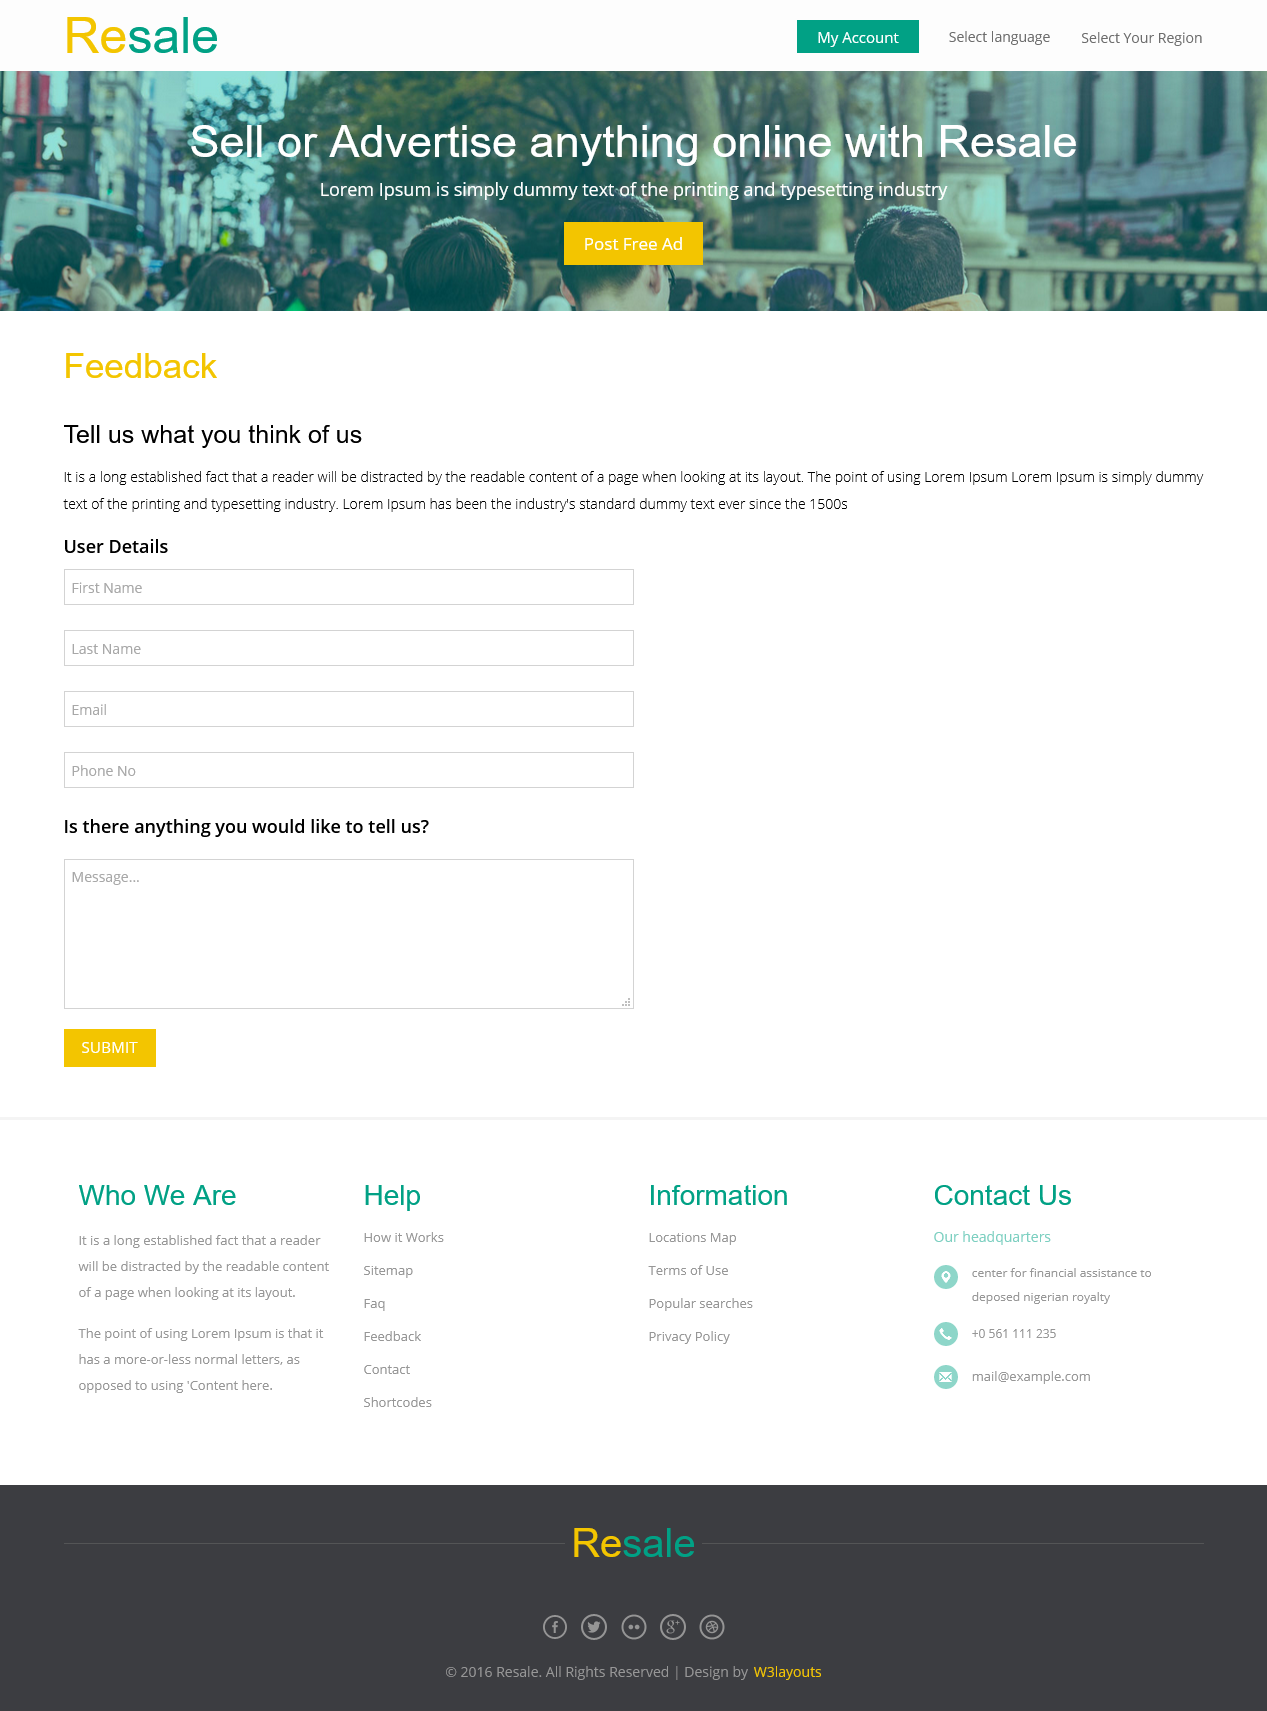 Resale
My Account
Select language
Select Your Region
Sell or Advertise anything online with Resale
Lorem Ipsum is simply dummy text of the printing and typesetting industry
Post Free Ad
Feedback
Tell us what you think of us
It is a long established fact that a reader will be distracted by the readable content of a page when looking at its layout. The point of using Lorem Ipsum Lorem Ipsum is simply dummy
text of the printing and typesetting industry. Lorem Ipsum has been the industry's standard dummy text ever since the 1500s
User Details
First Name
Last Name
Email
Phone No
Is there anything you would like to tell us?
Message...
SUBMIT
Who We Are
It is a long established fact that a reader
will be distracted by the readable content
of a page when looking at its layout.
The point of using Lorem Ipsum is that it
has a more-or-less normal letters, as
opposed to using 'Content here.
Help
How it Works
Sitemap
Faq
Feedback
Contact
Shortcodes
Information
Locations Map
Terms of Use
Popular searches
Privacy Policy
Contact Us
Our headquarters
center for financial assistance to
deposed nigerian royalty
+0 561 111 235
mail@example.com
Resale
© 2016 Resale. All Rights Reserved | Design by W3layouts